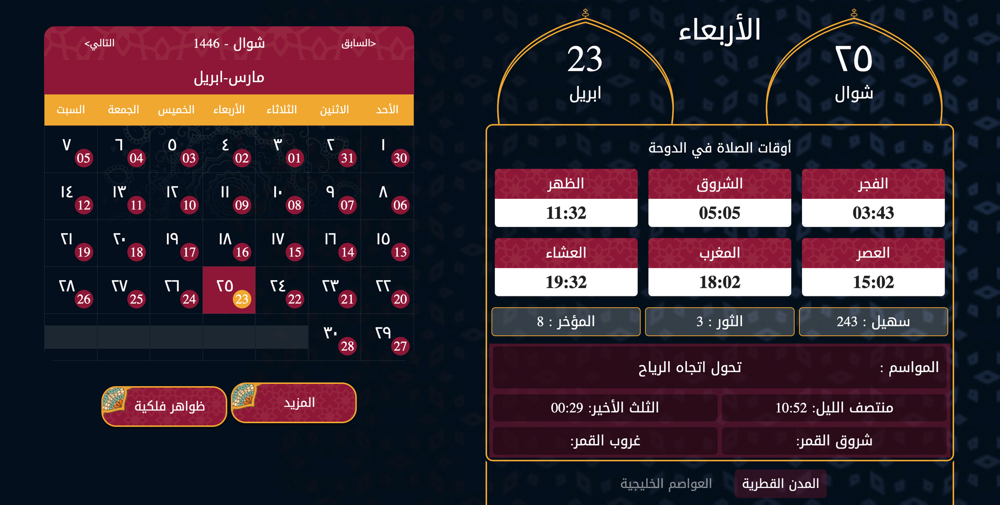 الأربعاء
٢٥
شوال
23
ابريل
أوقات الصلاة في الدوحة
الفجر
03:43
الشروق
05:05
الظهر
11:32
العصر
15:02
المغرب
18:02
العشاء
19:32
سهيل : 243
الثور : 3
المؤخر : 8
المواسم : تحول اتجاه الرياح
منتصف الليل: 10:52
الثلث الأخير: 00:29
شروق القمر:
غروب القمر:
المدن القطرية
العواصم الخليجية
<السابق
شوال - 1446
التالي>
مارس-ابريل
الأحد الاثنين الثلاثاء الأربعاء الخميس الجمعة السبت
١ 30 ٢ 31 ٣ 01 ٤ 02 ٥ 03 ٦ 04 ٧ 05
٨ 06 ٩ 07 ١٠ 08 ١١ 09 ١٢ 10 ١٣ 11 ١٤ 12
١٥ 13 ١٦ 14 ١٧ 15 ١٨ 16 ١٩ 17 ٢٠ 18 ٢١ 19
٢٢ 20 ٢٣ 21 ٢٤ 22 ٢٥ 23 ٢٦ 24 ٢٧ 25 ٢٨ 26
٢٩ 27 ٣٠ 28
المزيد
ظواهر فلكية